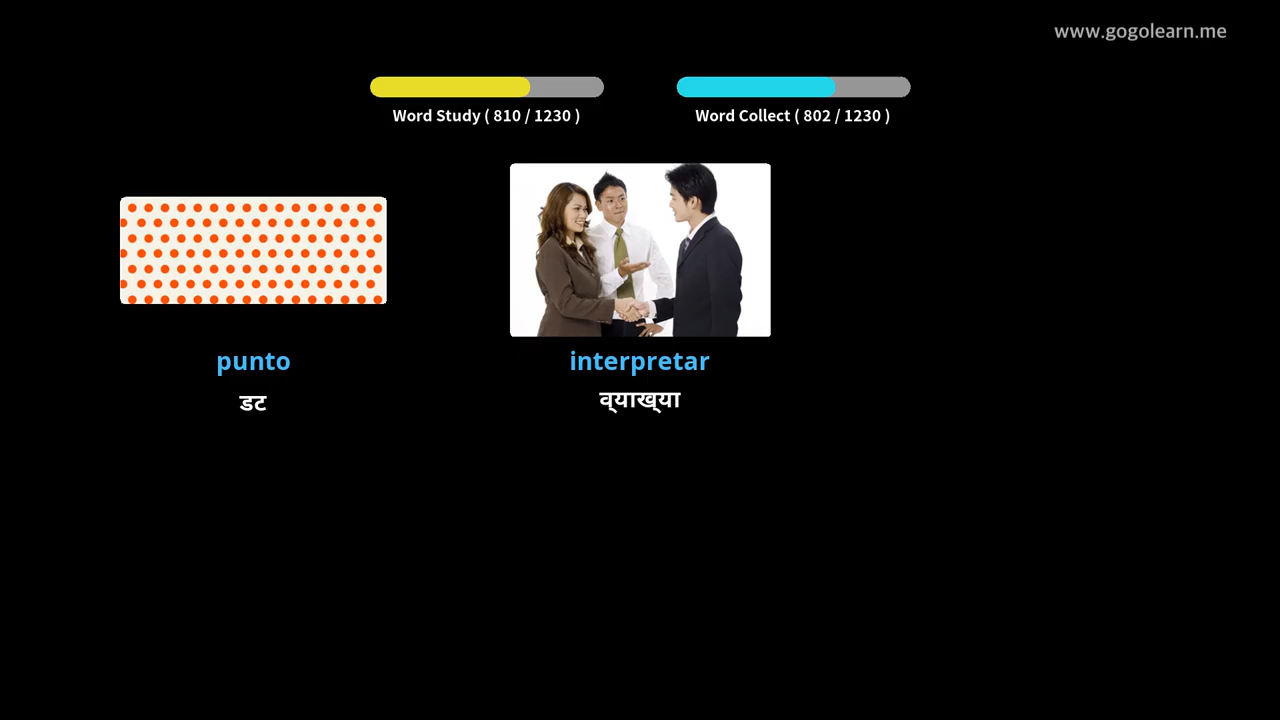 www.gogolearn.me
Word Study ( 810 / 1230 )
Word Collect ( 802 / 1230 )
punto
डट
interpretar
व्याख्या